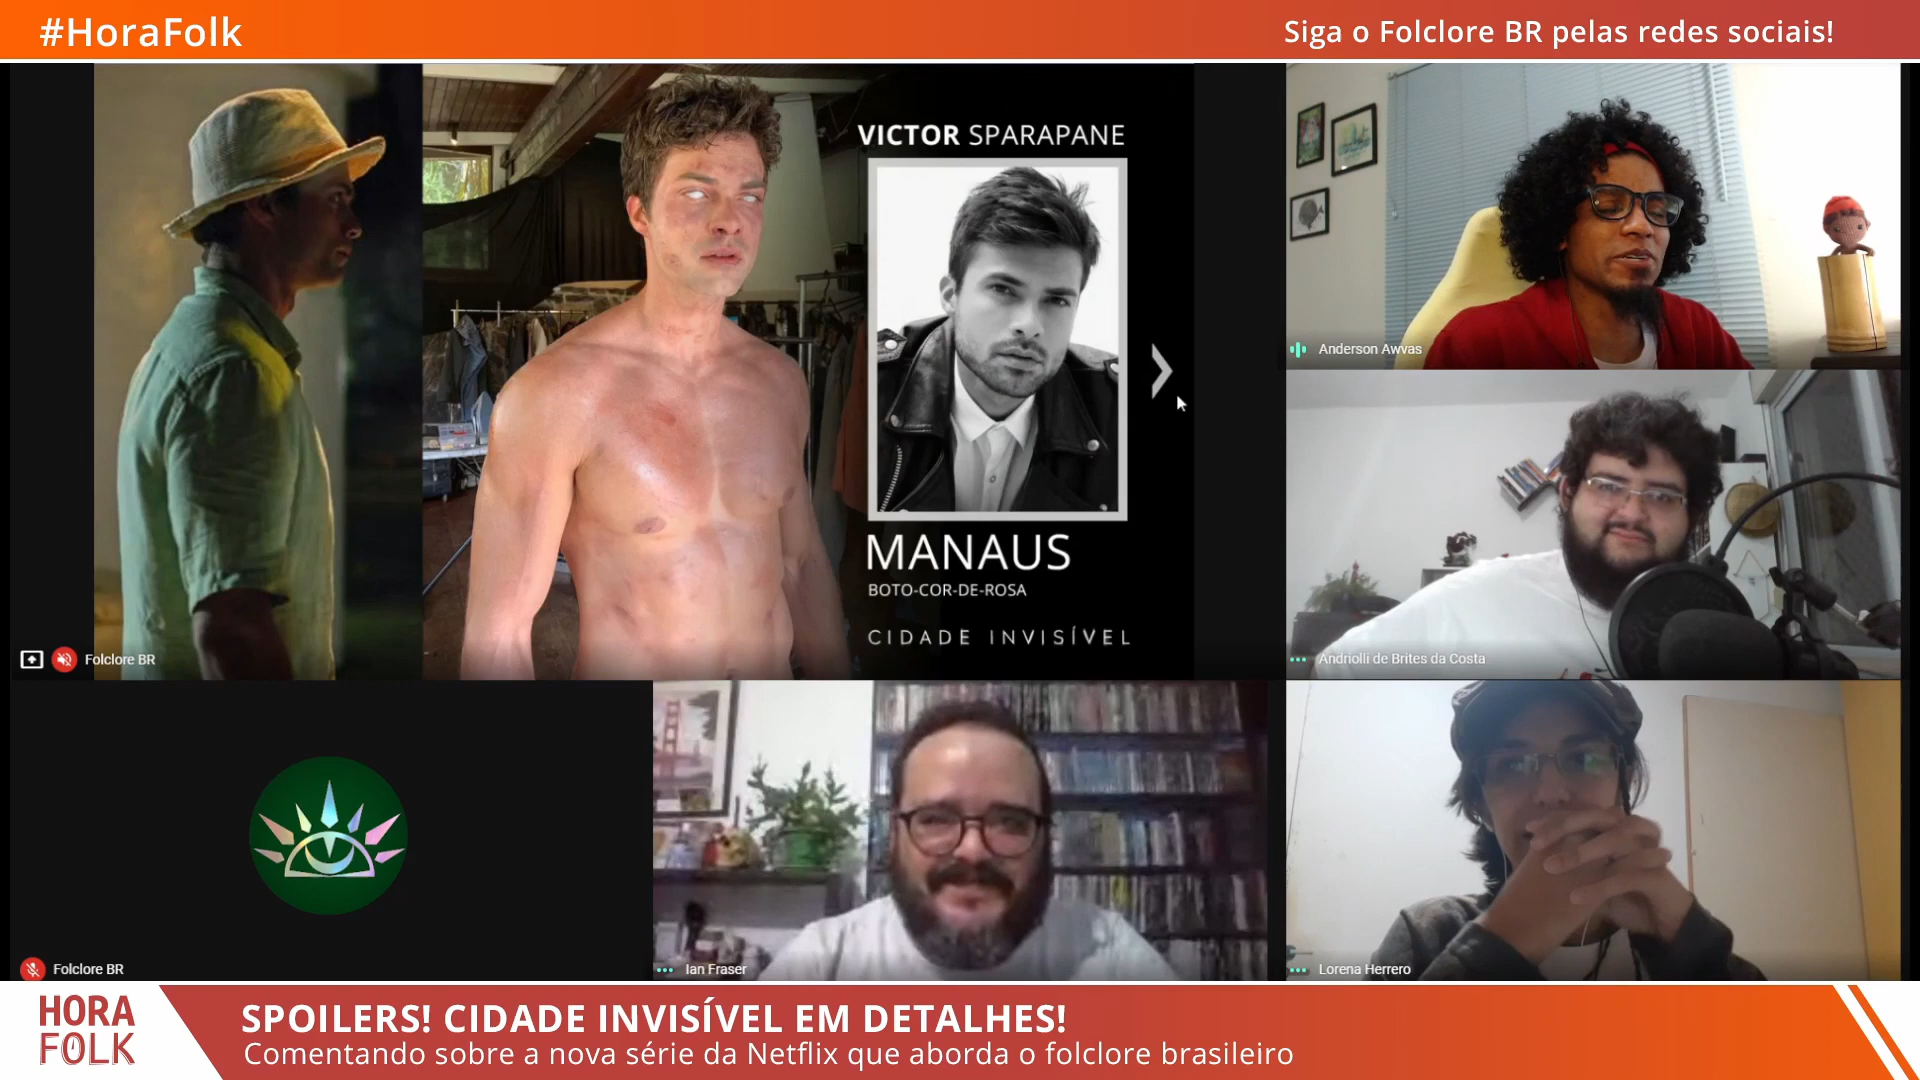 #HoraFolk
Siga o Folclore BR pelas redes sociais!
VICTOR SPARAPANE
MANAUS
BOTO-COR-DE-ROSA
CIDADE INVISÍVEL
Folclore BR
Anderson Awvas
Andriolli de Brites da Costa
Folclore BR
Ian Fraser
Lorena Herrero
HORA
FOLK
SPOILERS! CIDADE INVISÍVEL EM DETALHES!
Comentando sobre a nova série da Netflix que aborda o folclore brasileiro